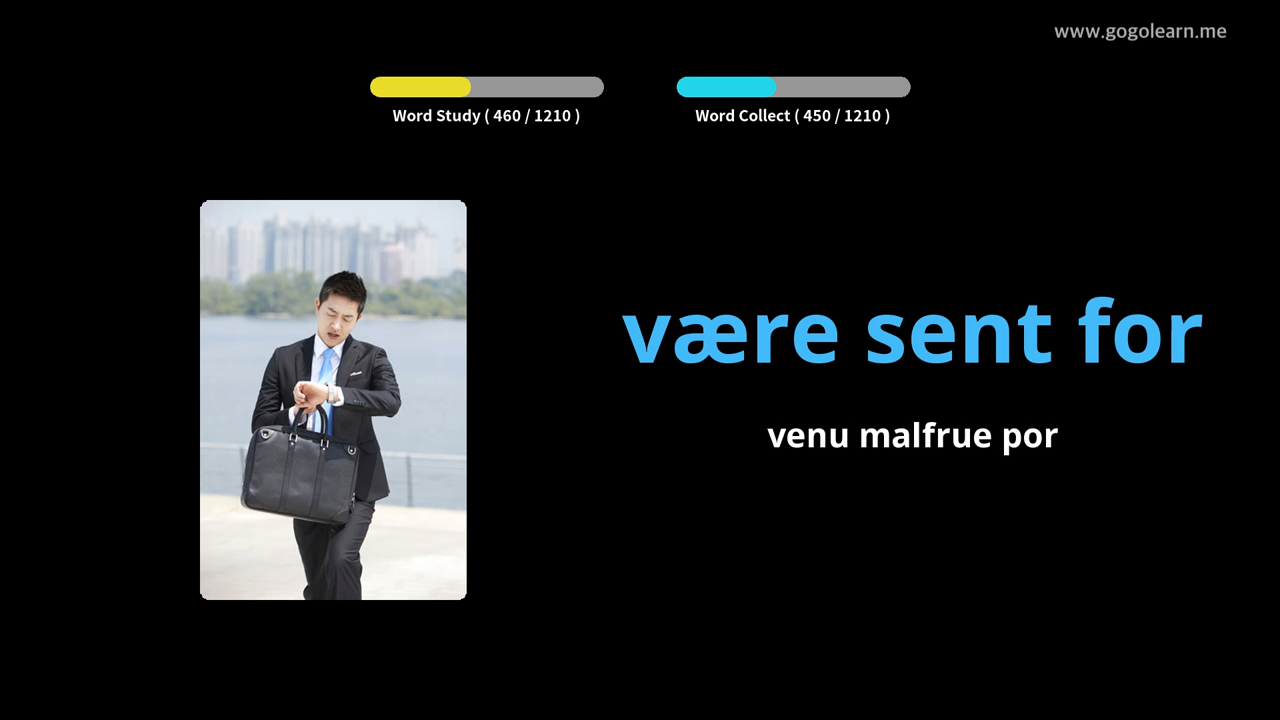 www.gogolearn.me
Word Study ( 460 / 1210 )
Word Collect ( 450 / 1210 )
være sent for
venu malfrue por